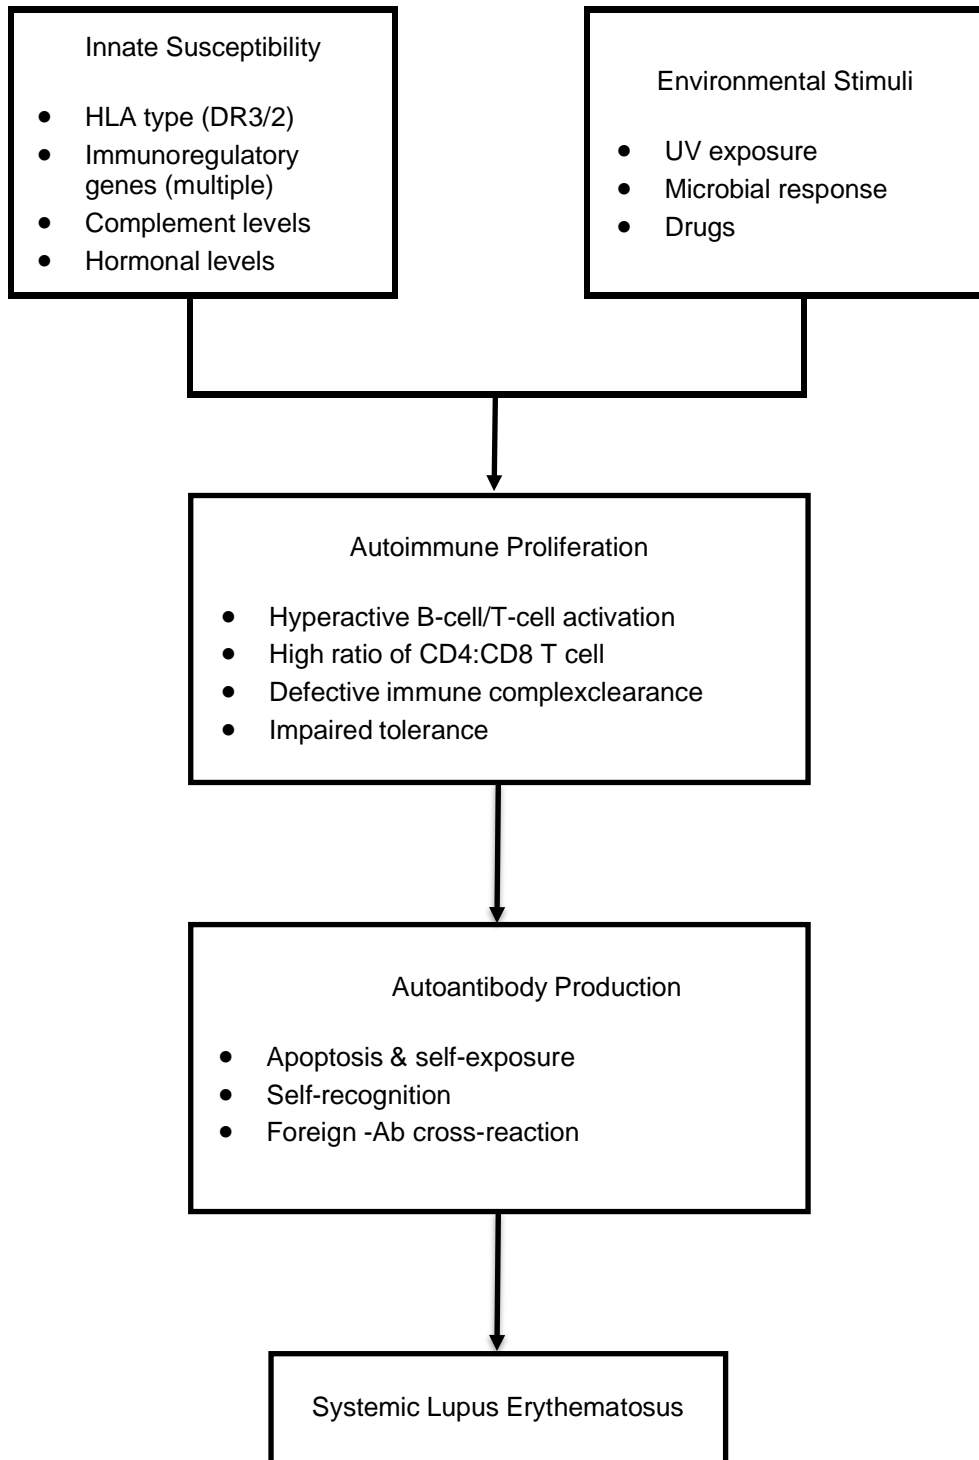 Innate Susceptibility
● HLA type (DR3/2)
● Immunoregulatory
genes (multiple)
● Complement levels
● Hormonal levels
Environmental Stimuli
● UV exposure
● Microbial response
● Drugs
Autoimmune Proliferation
● Hyperactive B-cell/T-cell activation
● High ratio of CD4:CD8 T cell
● Defective immune complexclearance
● Impaired tolerance
Autoantibody Production
● Apoptosis & self-exposure
● Self-recognition
● Foreign -Ab cross-reaction
Systemic Lupus Erythematosus